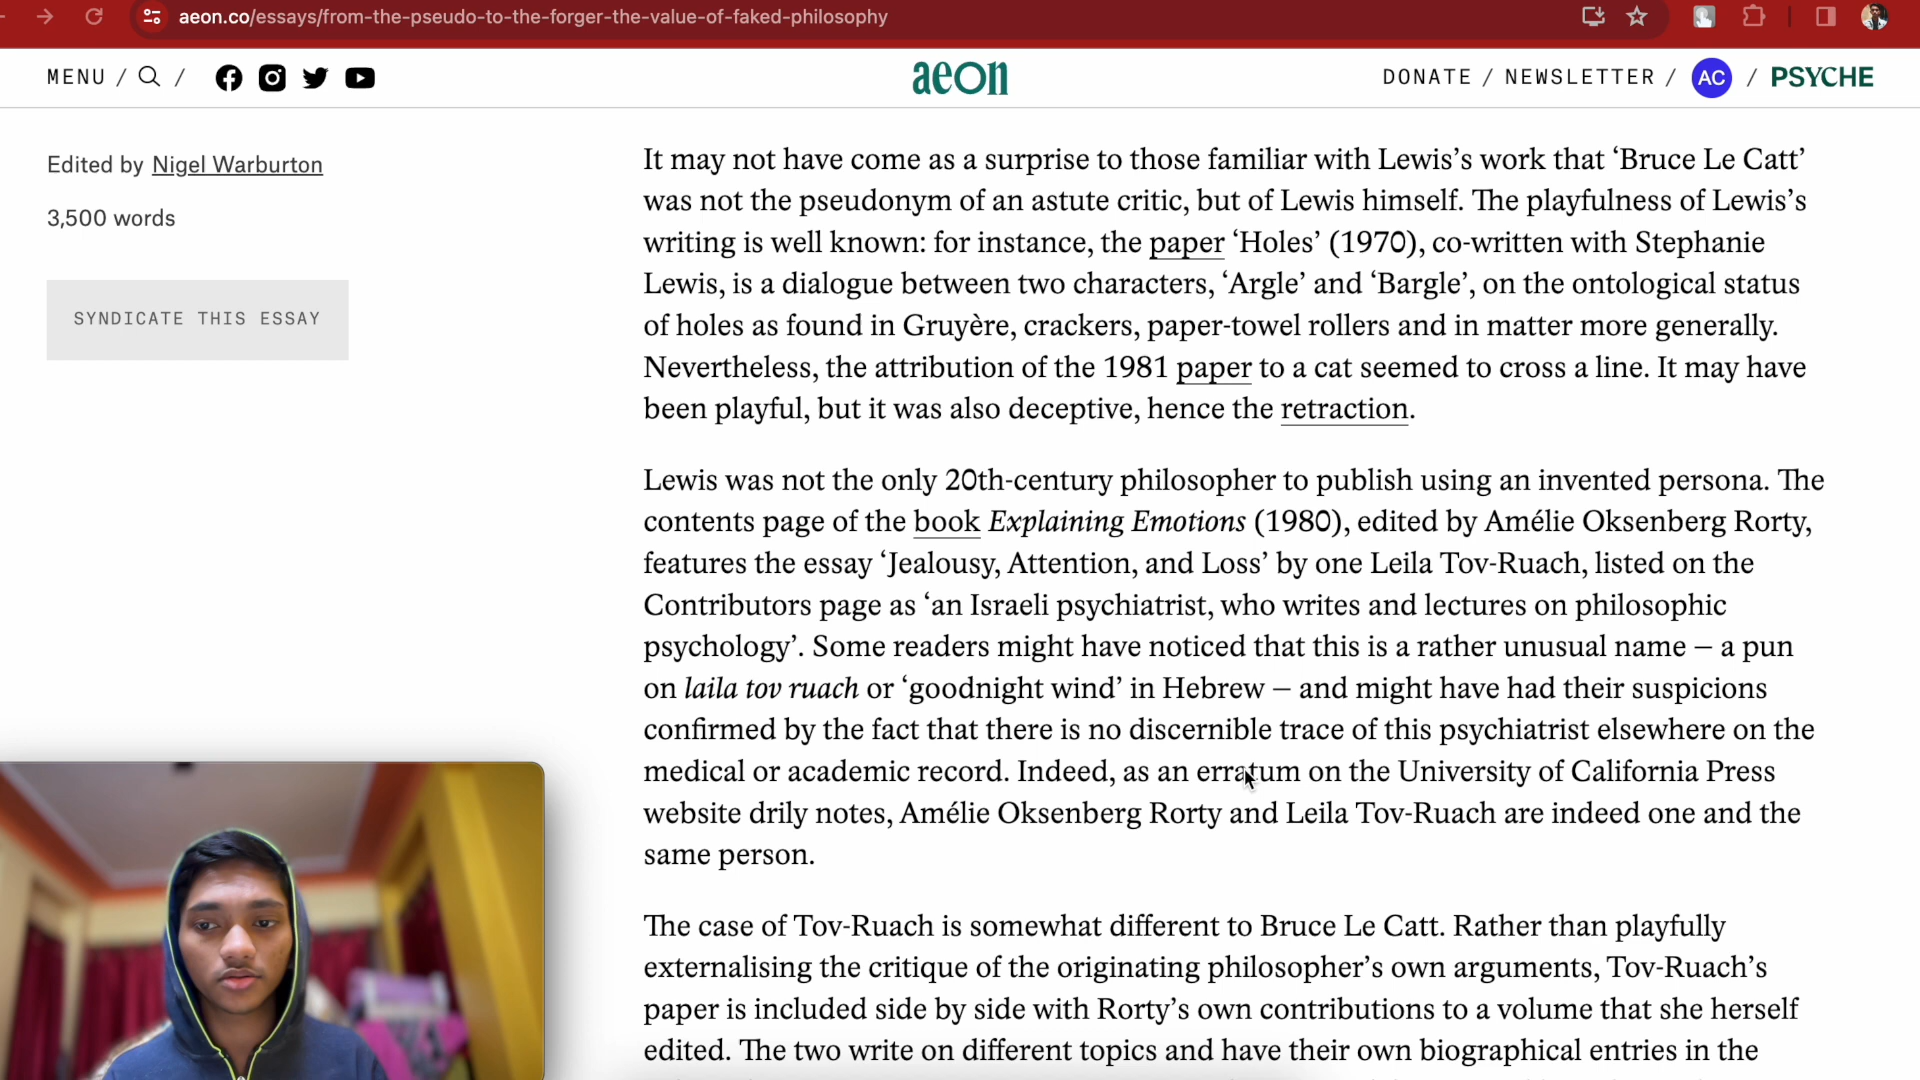 aeon.co/essays/from-the-pseudo-to-the-forger-the-value-of-faked-philosophy
MENU / /
aeon
DONATE / NEWSLETTER / AC / PSYCHE
Edited by Nigel Warburton
3,500 words
SYNDICATE THIS ESSAY
It may not have come as a surprise to those familiar with Lewis’s work that ‘Bruce Le Catt’
was not the pseudonym of an astute critic, but of Lewis himself. The playfulness of Lewis’s
writing is well known: for instance, the paper ‘Holes’ (1970), co-written with Stephanie
Lewis, is a dialogue between two characters, ‘Argle’ and ‘Bargle’, on the ontological status
of holes as found in Gruyère, crackers, paper-towel rollers and in matter more generally.
Nevertheless, the attribution of the 1981 paper to a cat seemed to cross a line. It may have
been playful, but it was also deceptive, hence the retraction.
Lewis was not the only 20th-century philosopher to publish using an invented persona. The
contents page of the book Explaining Emotions (1980), edited by Amélie Oksenberg Rorty,
features the essay ‘Jealousy, Attention, and Loss’ by one Leila Tov-Ruach, listed on the
Contributors page as ‘an Israeli psychiatrist, who writes and lectures on philosophic
psychology’. Some readers might have noticed that this is a rather unusual name – a pun
on laila tov ruach or ‘goodnight wind’ in Hebrew – and might have had their suspicions
confirmed by the fact that there is no discernible trace of this psychiatrist elsewhere on the
medical or academic record. Indeed, as an erratum on the University of California Press
website drily notes, Amélie Oksenberg Rorty and Leila Tov-Ruach are indeed one and the
same person.
The case of Tov-Ruach is somewhat different to Bruce Le Catt. Rather than playfully
externalising the critique of the originating philosopher’s own arguments, Tov-Ruach’s
paper is included side by side with Rorty’s own contributions to a volume that she herself
edited. The two write on different topics and have their own biographical entries in the